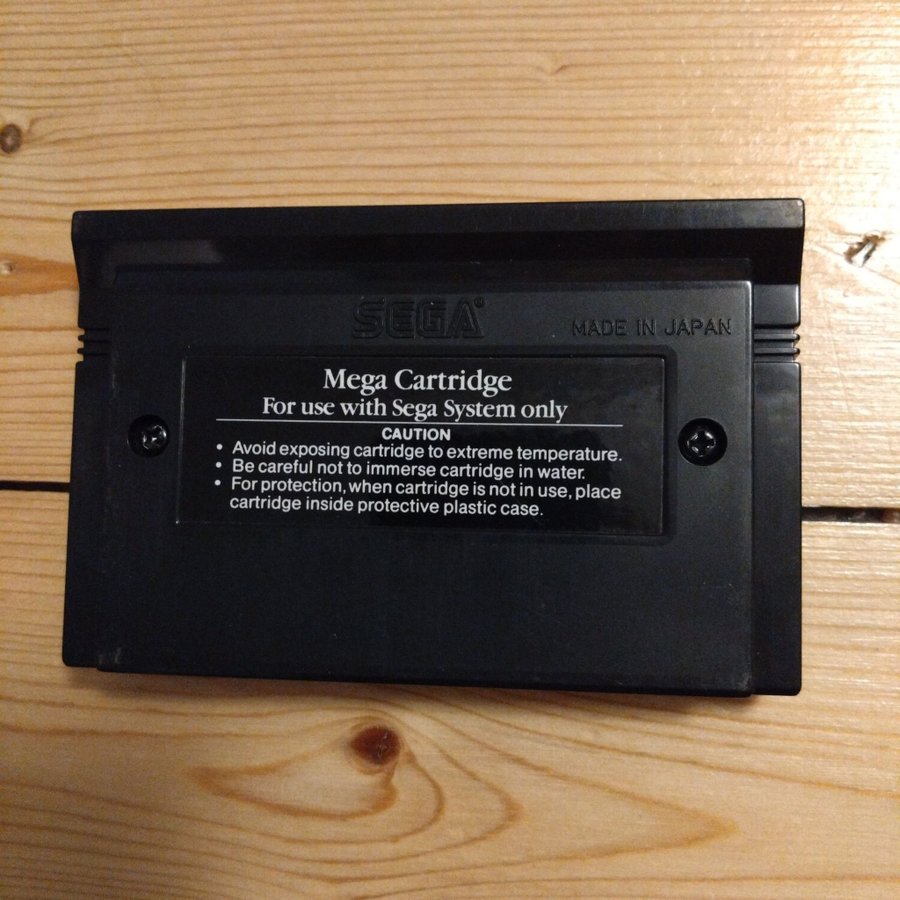 SEGA®
MADE IN JAPAN
Mega Cartridge
For use with Sega System only
CAUTION
• Avoid exposing cartridge to extreme temperature.
• Be careful not to immerse cartridge in water.
• For protection, when cartridge is not in use, place
cartridge inside protective plastic case.